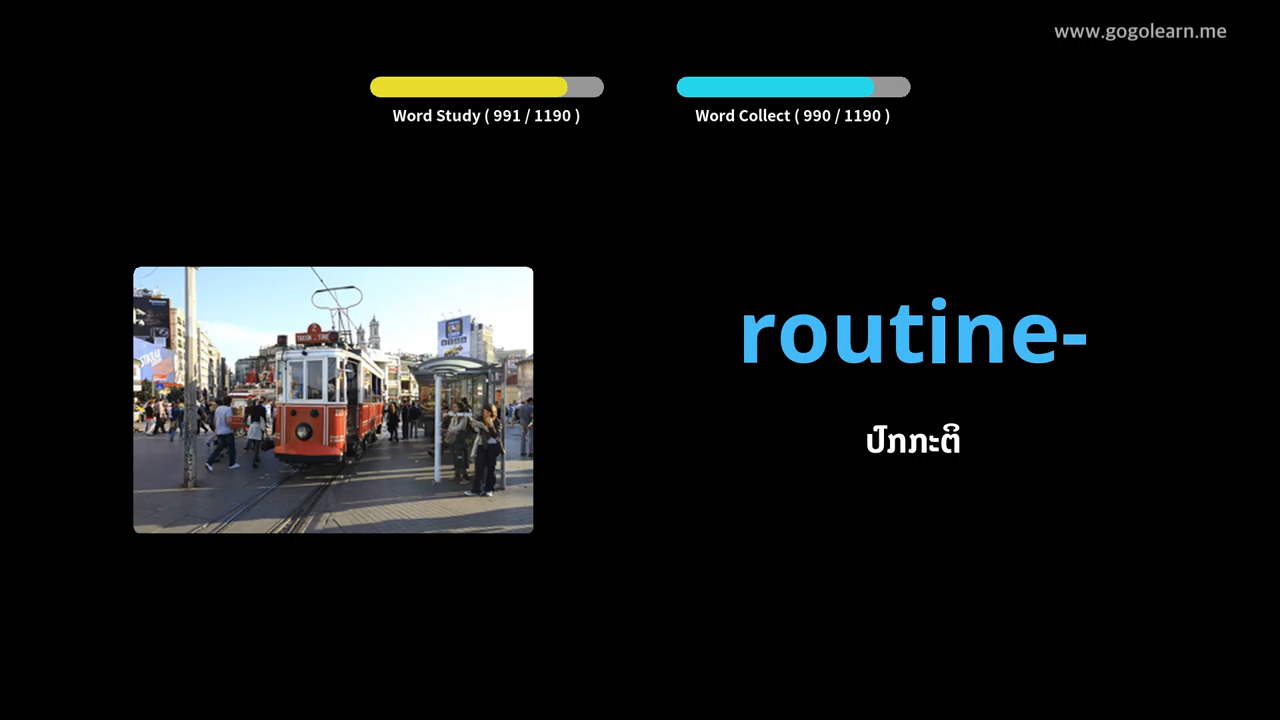 www.gogolearn.me
Word Study ( 991 / 1190 )
Word Collect ( 990 / 1190 )
routine-
ປົກກະຕິ